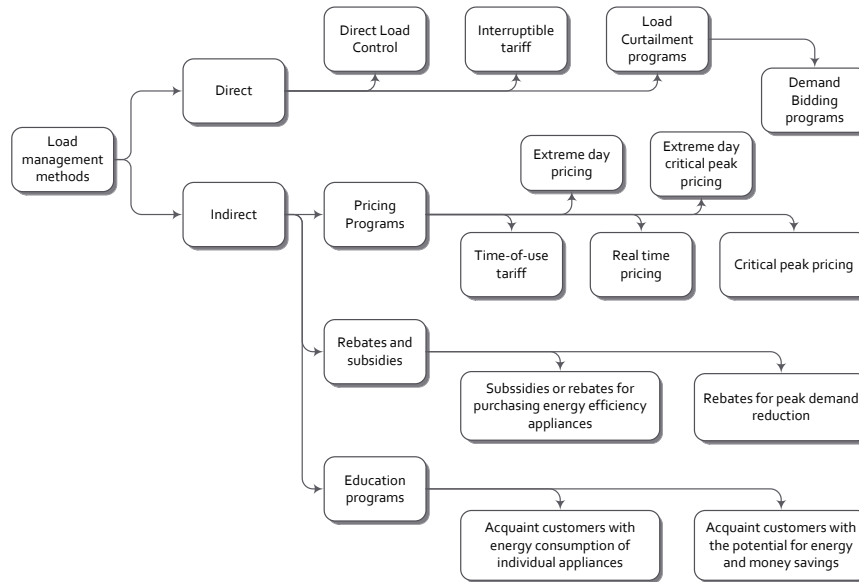 Load
management
methods
Direct
Direct Load
Control
Interruptible
tariff
Load
Curtailment
programs
Demand
Bidding
programs
Indirect
Pricing
Programs
Extreme day
pricing
Extreme day
critical peak
pricing
Time-of-use
tariff
Real time
pricing
Critical peak pricing
Rebates and
subsidies
Subssidies or rebates for
purchasing energy efficiency
appliances
Rebates for peak demand
reduction
Education
programs
Acquaint customers with
energy consumption of
individual appliances
Acquaint customers with
the potential for energy
and money savings